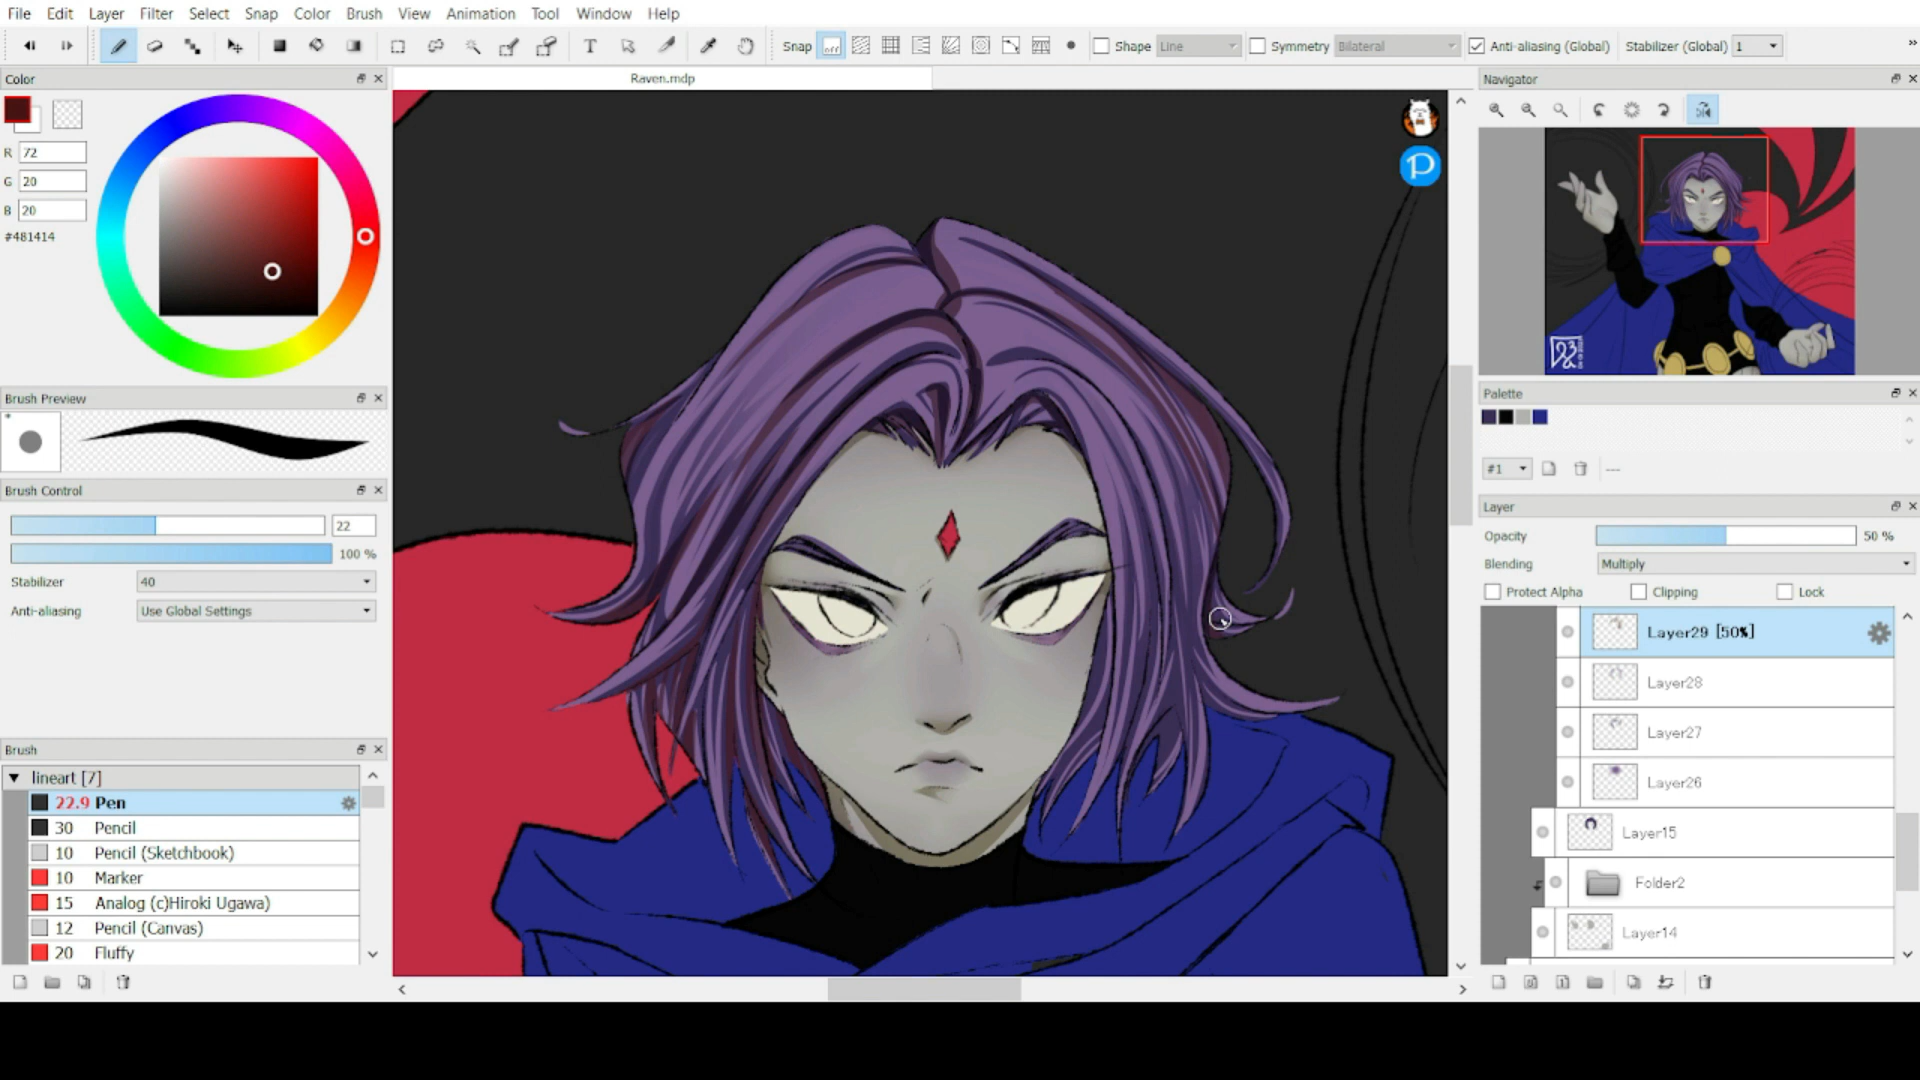 File Edit Layer Filter Select Snap Color Brush View Animation Tool Window Help
T Snap off Shape Line Symmetry Bilateral Anti-aliasing (Global) Stabilizer (Global) 1 »
Color
R 72
G 20
B 20
#481414
Brush Preview
Brush Control
22
100 %
Stabilizer 40
Anti-aliasing Use Global Settings
Brush
lineart [7]
22.9 Pen
30 Pencil
10 Pencil (Sketchbook)
10 Marker
15 Analog (c)Hiroki Ugawa)
12 Pencil (Canvas)
20 Fluffy
Raven.mdp
P
Navigator
Palette
#1 ---
Layer
Opacity 50 %
Blending Multiply
Protect Alpha Clipping Lock
Layer29 [50%]
Layer28
Layer27
Layer26
Layer15
Folder2
Layer14